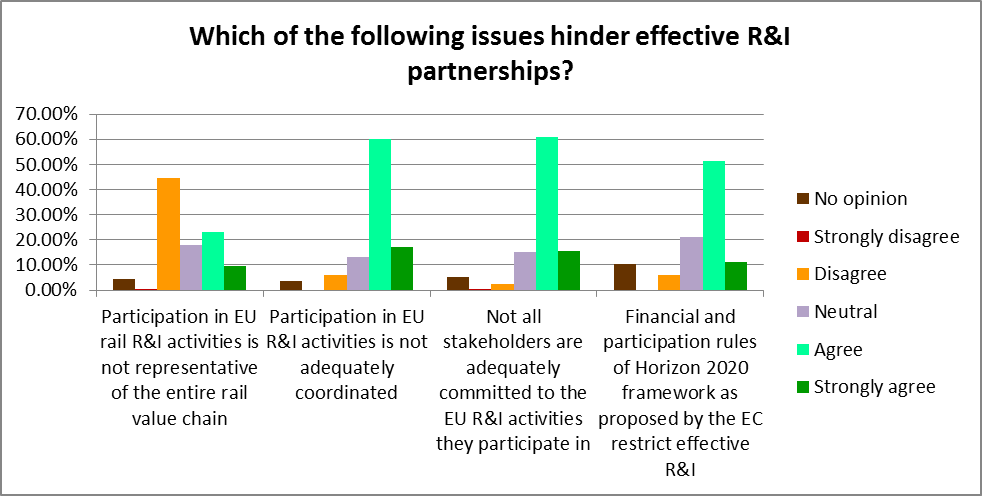 Which of the following issues hinder effective R&I
partnerships?
70.00%
60.00%
50.00%
40.00%
30.00%
20.00%
10.00%
0.00%
Participation in EU
rail R&I activities is
not representative
of the entire rail
value chain
Participation in EU
R&I activities is not
adequately
coordinated
Not all
stakeholders are
adequately
committed to the
EU R&I activities
they participate in
Financial and
participation rules
of Horizon 2020
framework as
proposed by the EC
restrict effective
R&I
No opinion
Strongly disagree
Disagree
Neutral
Agree
Strongly agree